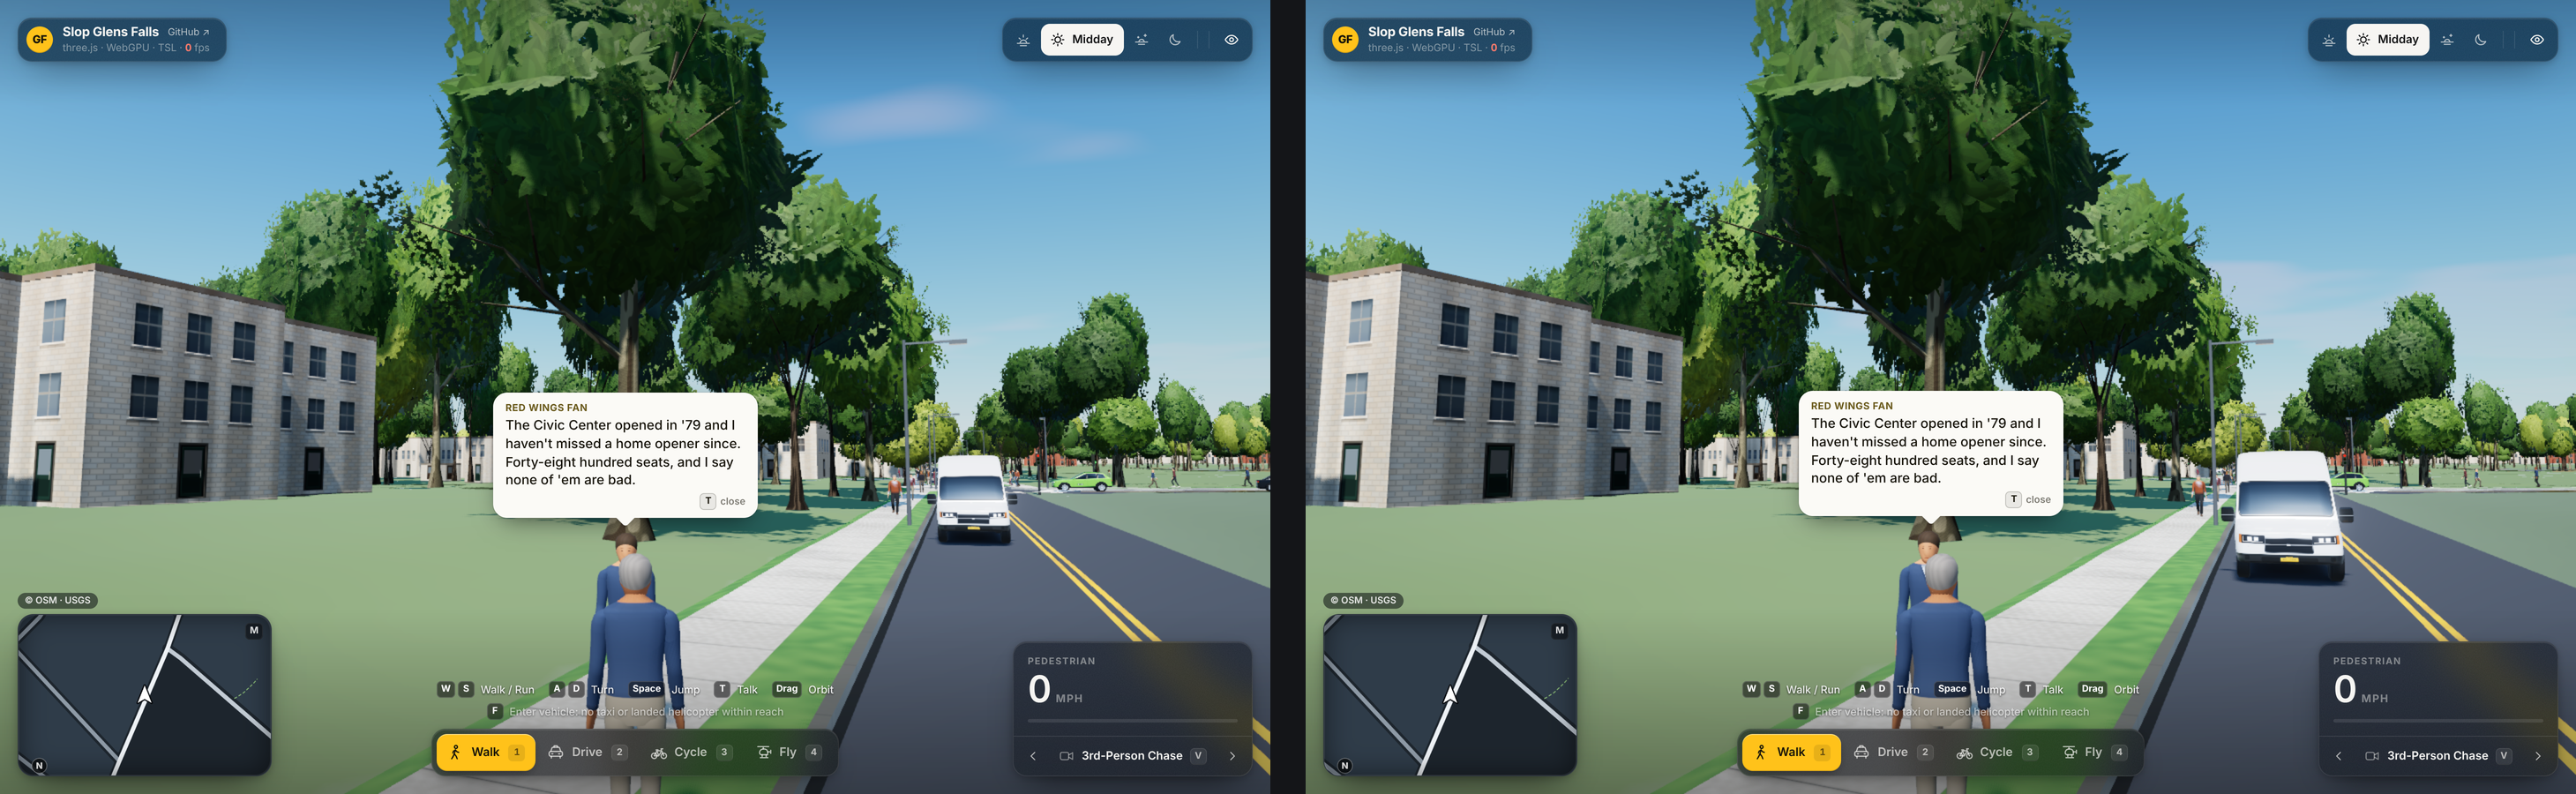 GF Slop Glens Falls GitHub ↗
three.js · WebGPU · TSL · 0 fps
Midday
RED WINGS FAN
The Civic Center opened in '79 and I
haven't missed a home opener since.
Forty-eight hundred seats, and I say
none of 'em are bad.
T close
© OSM · USGS
M
N
W S Walk / Run A D Turn Space Jump T Talk Drag Orbit
F Enter vehicle: no taxi or landed helicopter within reach
Walk 1 Drive 2 Cycle 3 Fly 4
PEDESTRIAN
0 MPH
3rd-Person Chase V
GF Slop Glens Falls GitHub ↗
three.js · WebGPU · TSL · 0 fps
Midday
RED WINGS FAN
The Civic Center opened in '79 and I
haven't missed a home opener since.
Forty-eight hundred seats, and I say
none of 'em are bad.
T close
© OSM · USGS
M
N
W S Walk / Run A D Turn Space Jump T Talk Drag Orbit
F Enter vehicle: no taxi or landed helicopter within reach
Walk 1 Drive 2 Cycle 3 Fly 4
PEDESTRIAN
0 MPH
3rd-Person Chase V